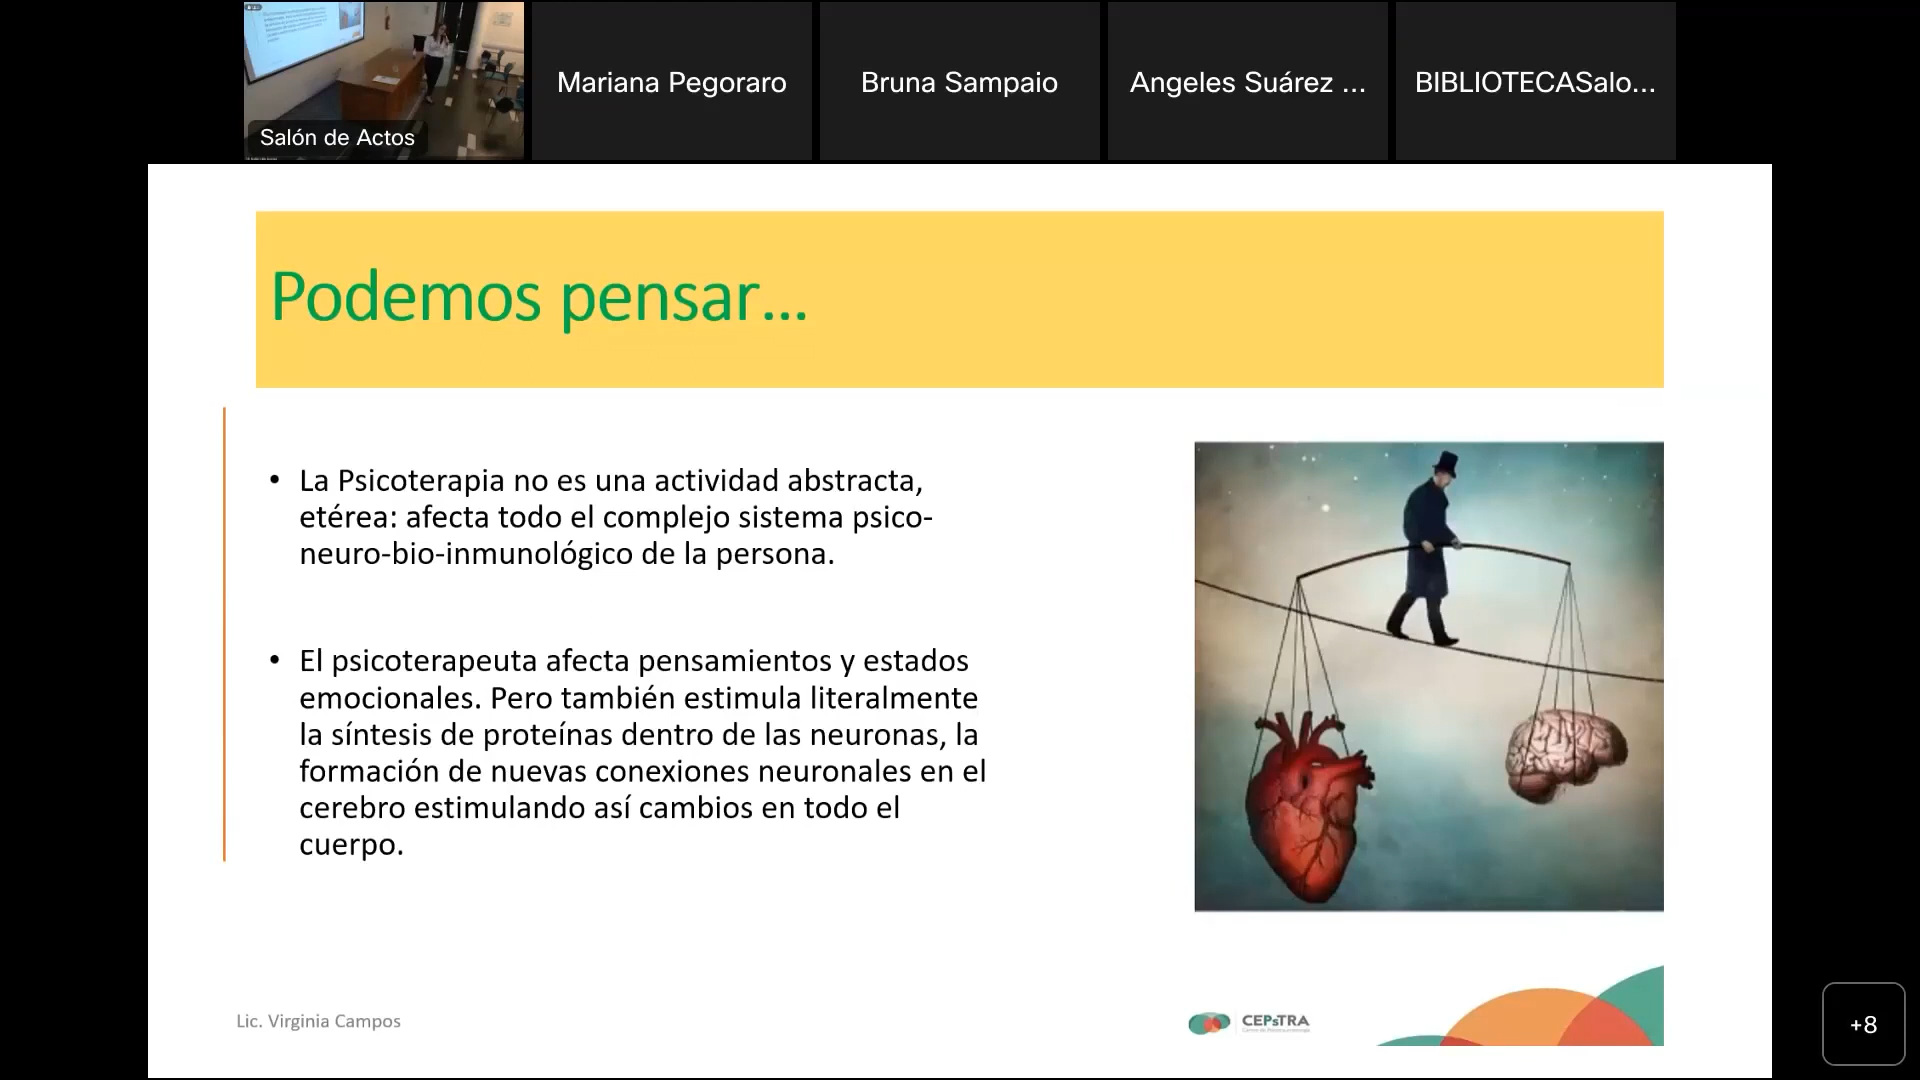 Salón de Actos
Mariana Pegoraro
Bruna Sampaio
Angeles Suárez ...
BIBLIOTECASalo...
Podemos pensar...
• La Psicoterapia no es una actividad abstracta,
etérea: afecta todo el complejo sistema psico-
neuro-bio-inmunológico de la persona.
• El psicoterapeuta afecta pensamientos y estados
emocionales. Pero también estimula literalmente
la síntesis de proteínas dentro de las neuronas, la
formación de nuevas conexiones neuronales en el
cerebro estimulando así cambios en todo el
cuerpo.
Lic. Virginia Campos
CEPsTRA
+8